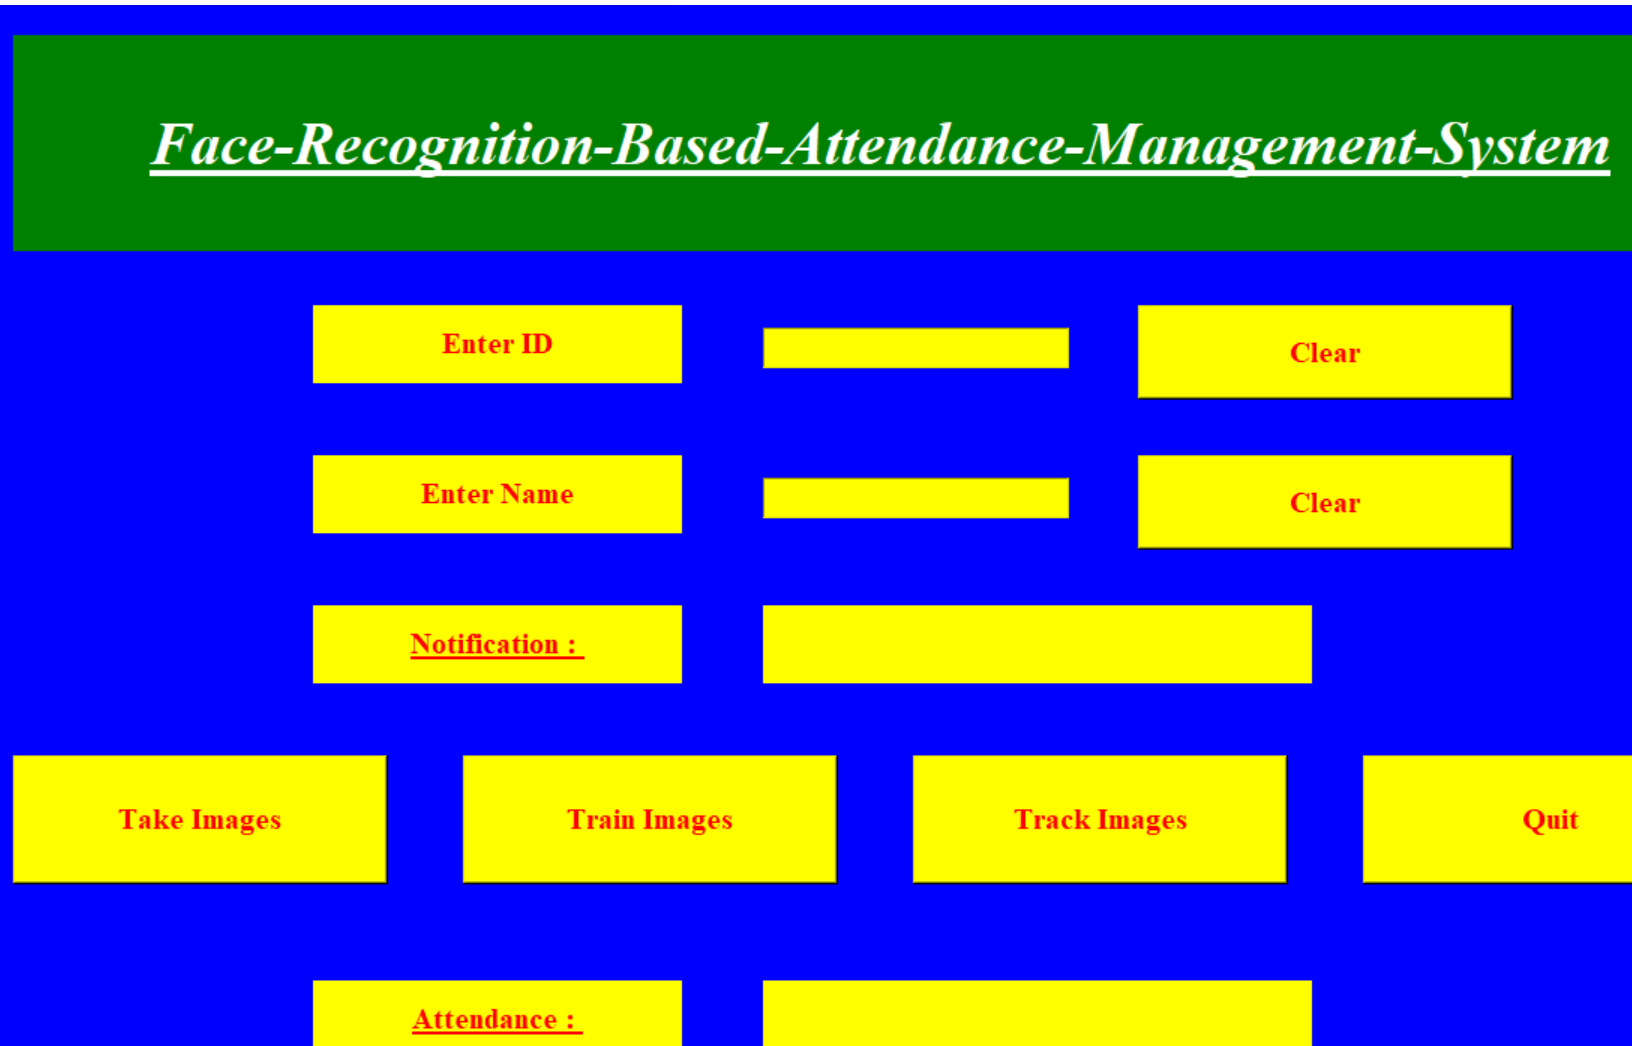 Face-Recognition-Based-Attendance-Management-System
Enter ID
Clear
Enter Name
Clear
Notification :
Take Images
Train Images
Track Images
Quit
Attendance :